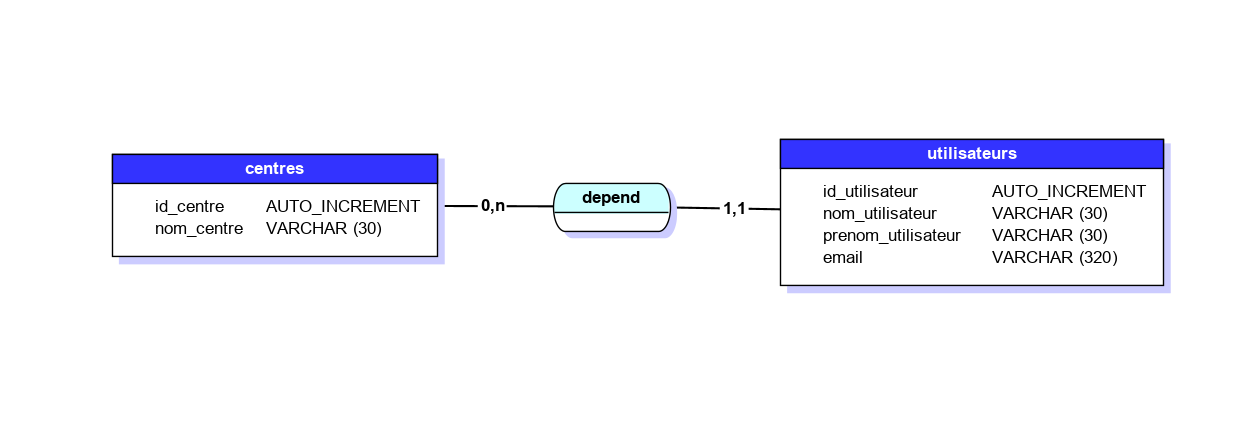 centres
id_centre AUTO_INCREMENT
nom_centre VARCHAR (30)
0,n
depend
1,1
utilisateurs
id_utilisateur AUTO_INCREMENT
nom_utilisateur VARCHAR (30)
prenom_utilisateur VARCHAR (30)
email VARCHAR (320)